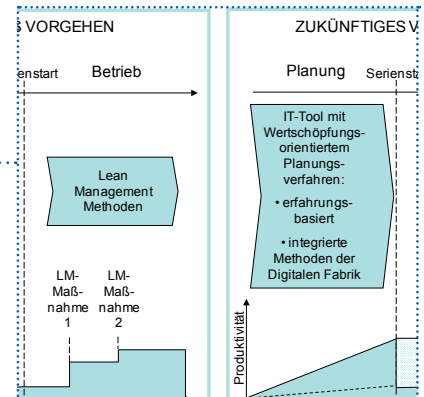 S VORGEHEN
enstart
Betrieb
Lean
Management
Methoden
LM-
Maß-
nahme
1
LM-
Maß-
nahme
2
ZUKÜNFTIGES V
Planung
Serienst
IT-Tool mit
Wertschöpfungs-
orientiertem
Planungs-
verfahren:
• erfahrungs-
basiert
• integrierte
Methoden der
Digitalen Fabrik
Produktivität